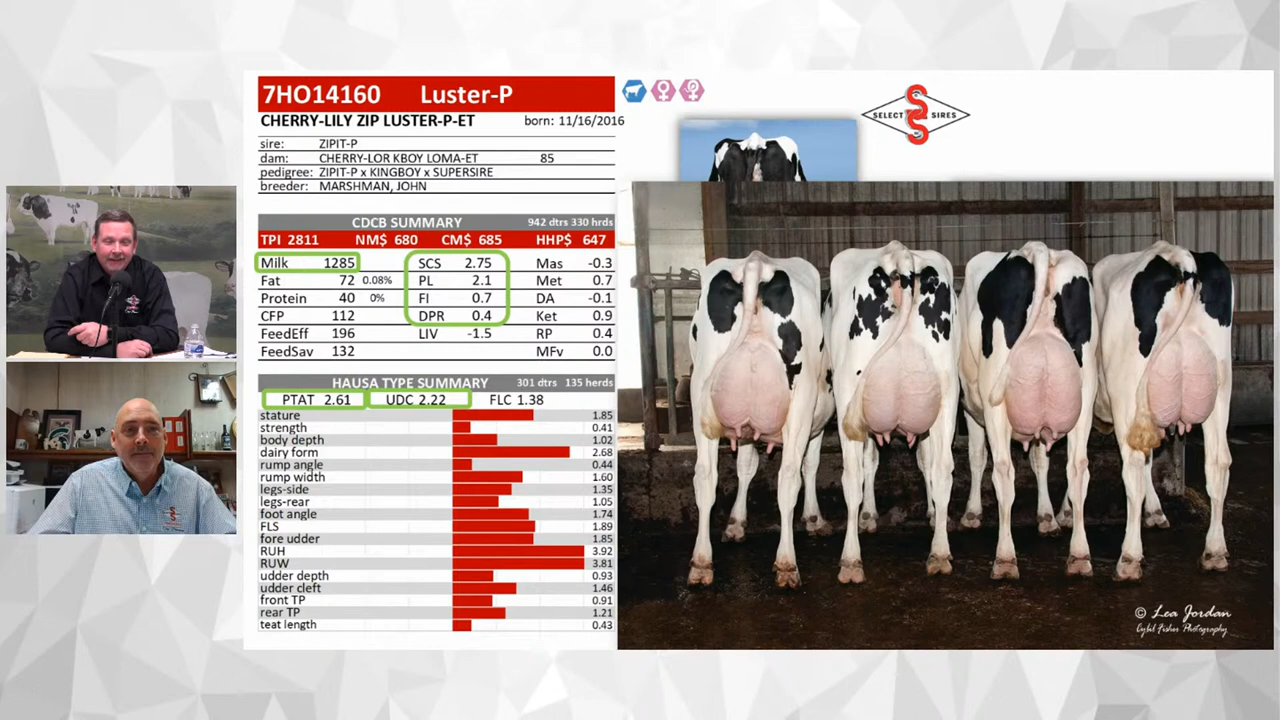 7HO14160 Luster-P
CHERRY-LILY ZIP LUSTER-P-ET born: 11/16/2016
sire: ZIPIT-P
dam: CHERRY-LOR KBOY LOMA-ET 85
pedigree: ZIPIT-P x KINGBOY x SUPERSIRE
breeder: MARSHMAN, JOHN
CDCB SUMMARY 942 dtrs 330 hrds
TPI 2811 NM$ 680 CM$ 685 HHP$ 647
Milk 1285 SCS 2.75 Mas -0.3
Fat 72 0.08% PL 2.1 Met 0.7
Protein 40 0% FI 0.7 DA -0.1
CFP 112 DPR 0.4 Ket 0.9
FeedEff 196 LIV -1.5 RP 0.4
FeedSav 132 MFv 0.0
HAUSA TYPE SUMMARY 301 dtrs 135 herds
PTAT 2.61 UDC 2.22 FLC 1.38
stature 1.85
strength 0.41
body depth 1.02
dairy form 2.68
rump angle 0.44
rump width 1.60
legs-side 1.35
legs-rear 1.05
foot angle 1.74
FLS 1.89
fore udder 1.85
RUH 3.92
RUW 3.81
udder depth 0.93
udder cleft 1.46
front TP 0.91
rear TP 1.21
teat length 0.43
SELECT SIRES
© Lea Jordan
Cybil Fisher Photography